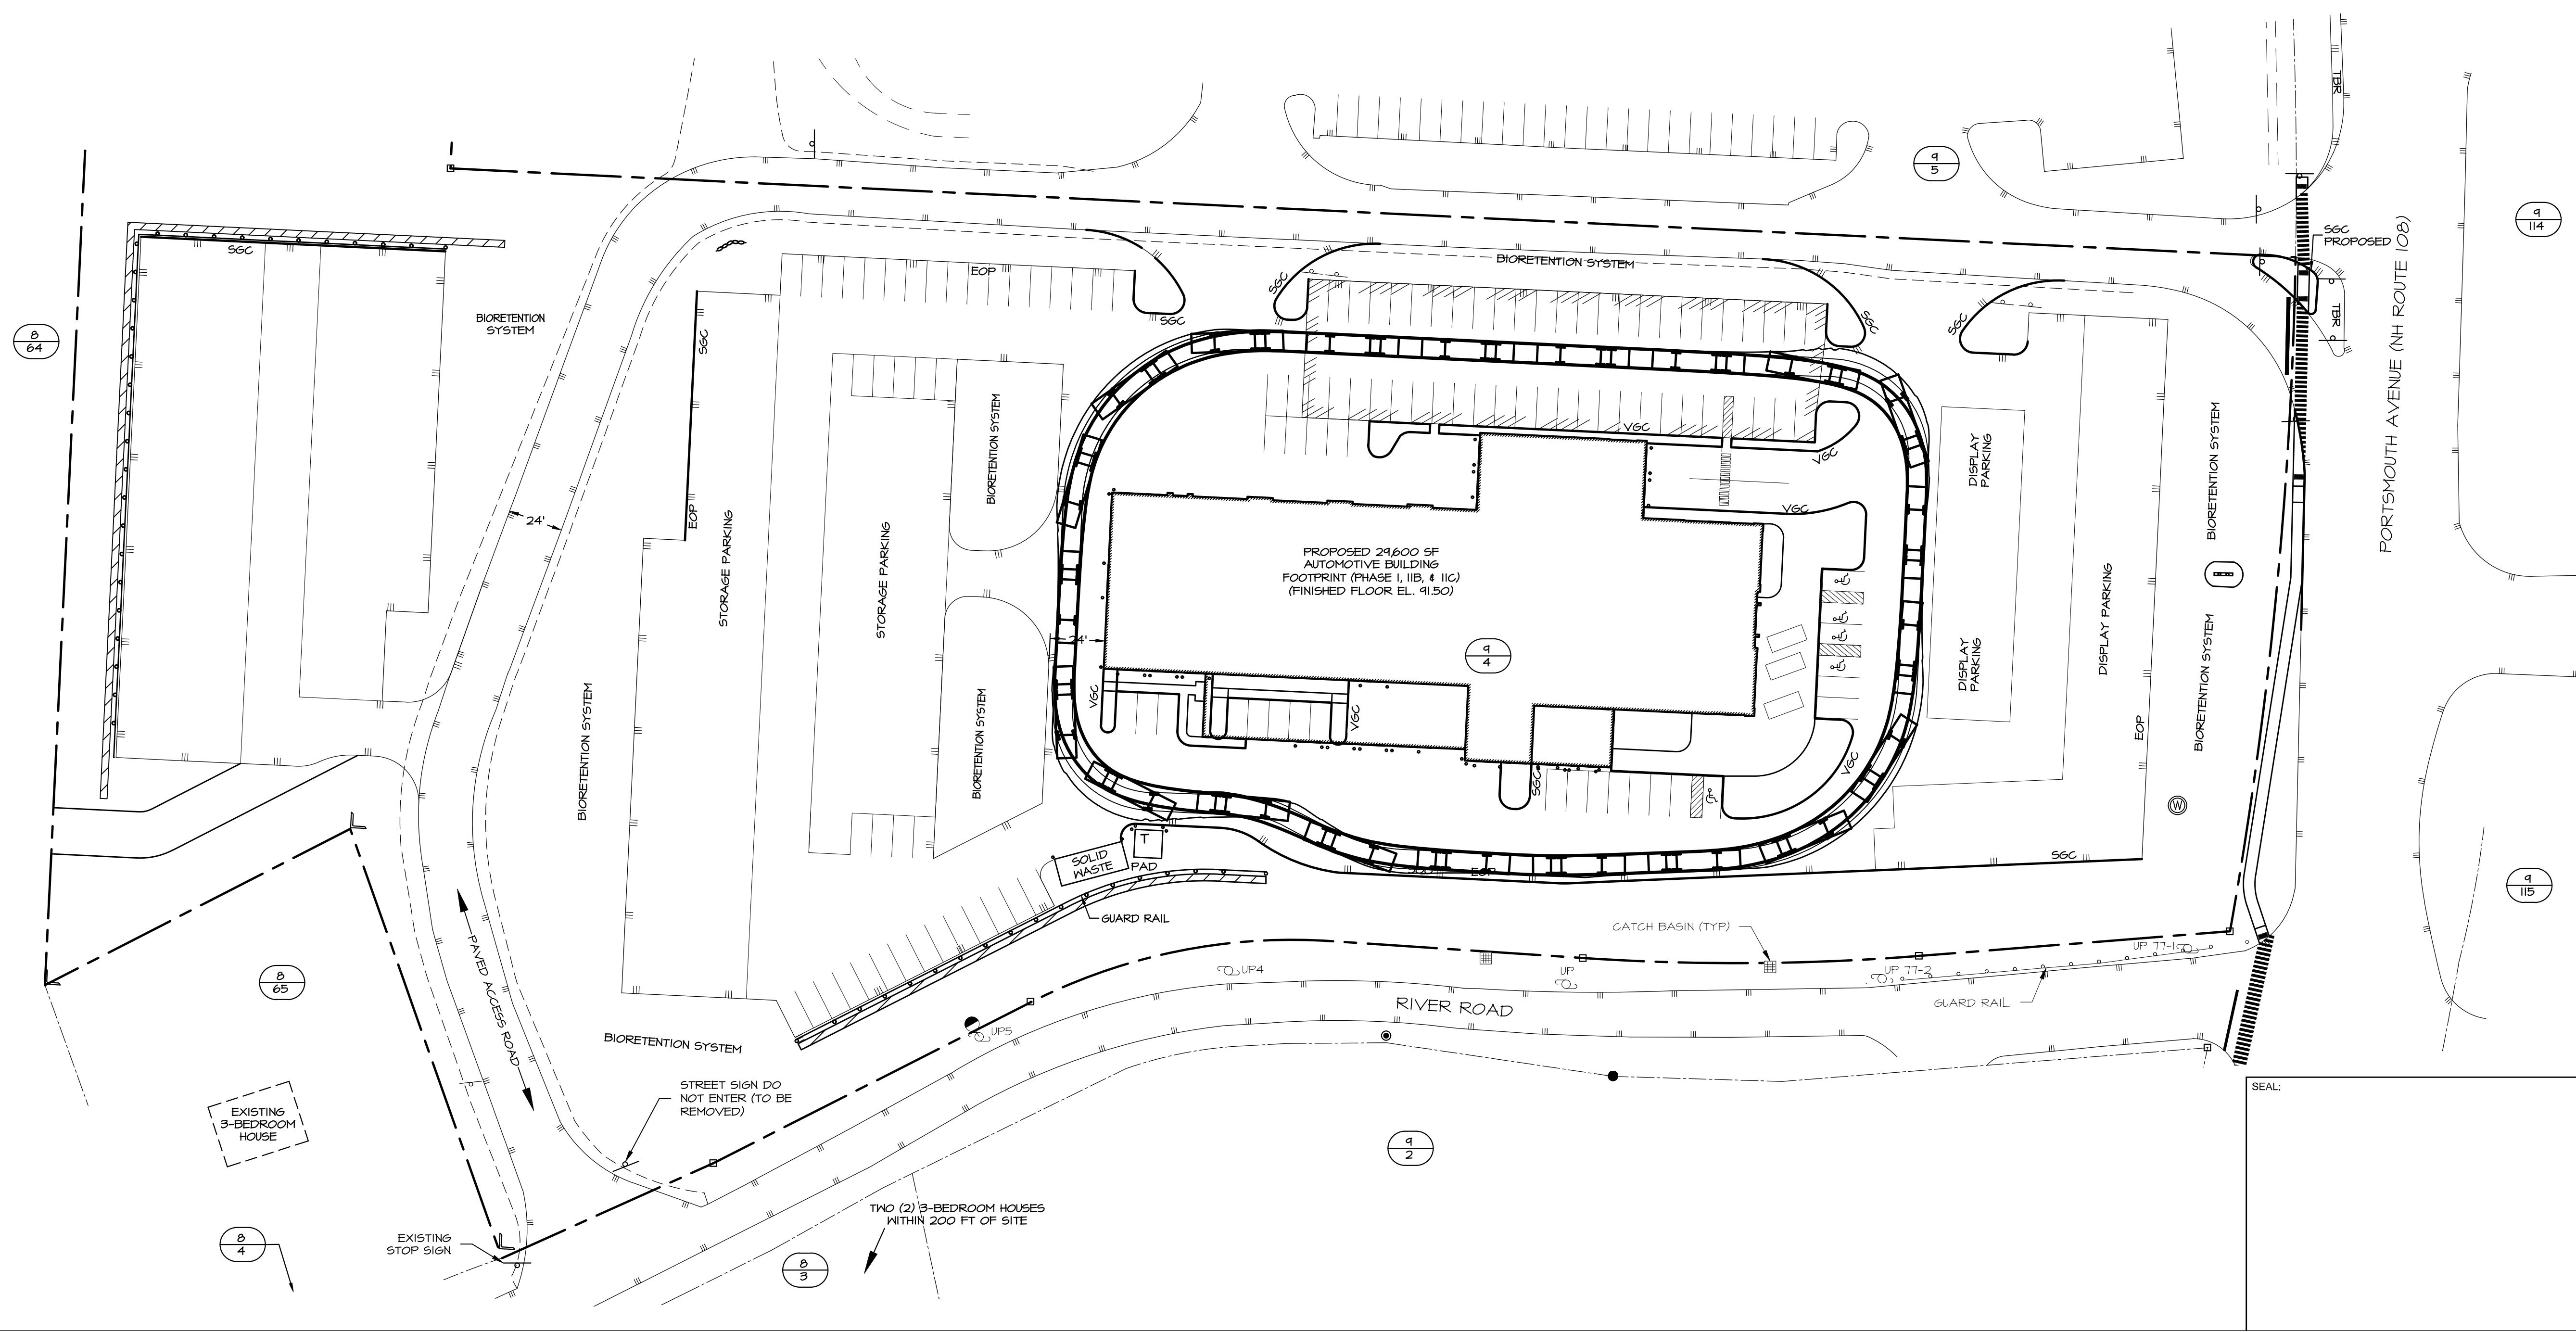 TBR
9
5
9
114
SGC
PROPOSED
SGC
BIORETENTION SYSTEM
EOP
SGC
BIORETENTION
SYSTEM
SGC
SGC
SGC
SGC
TBR
8
64
SGC
PORTSMOUTH AVENUE (NH ROUTE 108)
VGC
VGC
DISPLAY
PARKING
BIORETENTION SYSTEM
BIORETENTION SYSTEM
24'
EOP
STORAGE PARKING
STORAGE PARKING
VGC
PROPOSED 29,600 SF
AUTOMOTIVE BUILDING
FOOTPRINT (PHASE I, IIB, & IIC)
(FINISHED FLOOR EL. 91.50)
24'
9
4
DISPLAY
PARKING
DISPLAY PARKING
BIORETENTION SYSTEM
BIORETENTION SYSTEM
BIORETENTION SYSTEM
VGC
VGC
EOP
VGC
SGC
W
SOLID
WASTE
T
PAD
EOP
SGC
9
115
GUARD RAIL
CATCH BASIN (TYP)
UP 77-1
PAVED ACCESS ROAD
8
65
UP4
UP
UP 77-2
GUARD RAIL
RIVER ROAD
UP5
BIORETENTION SYSTEM
STREET SIGN DO
NOT ENTER (TO BE
REMOVED)
SEAL:
EXISTING
3-BEDROOM
HOUSE
9
2
TWO (2) 3-BEDROOM HOUSES
WITHIN 200 FT OF SITE
8
4
EXISTING
STOP SIGN
8
3